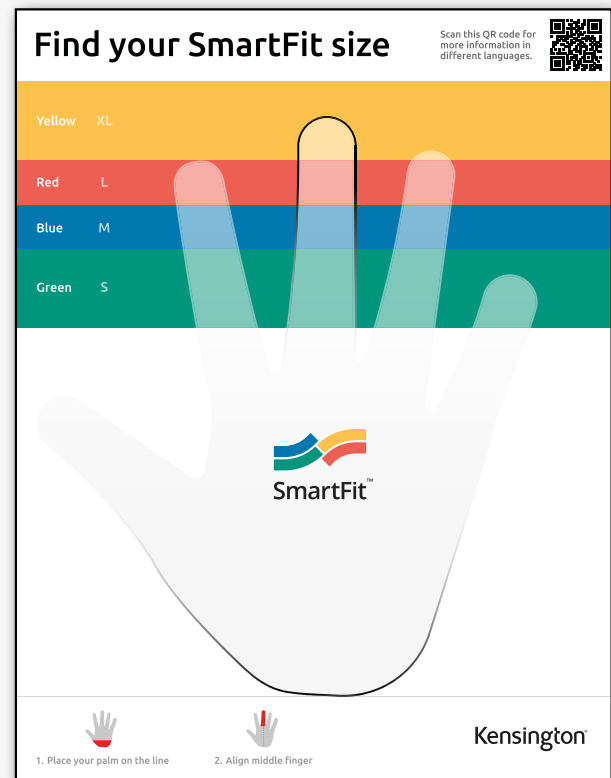 Find your SmartFit size
Scan this QR code for
more information in
different languages.
Yellow XL
Red L
Blue M
Green S
SmartFit™
1. Place your palm on the line
2. Align middle finger
Kensington®